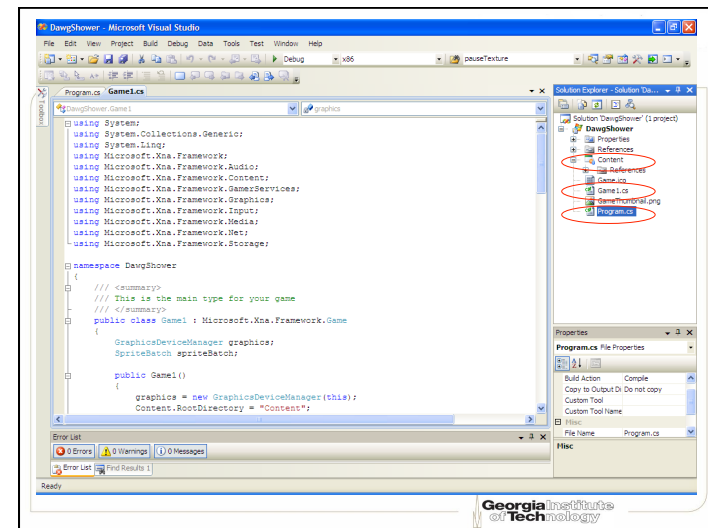 DawgShower - Microsoft Visual Studio
File Edit View Project Build Debug Data Tools Test Window Help
Debug x86 pauseTexture
Toolbox
Program.cs Game1.cs
DawgShower.Game1 graphics
using System;
using System.Collections.Generic;
using System.Linq;
using Microsoft.Xna.Framework;
using Microsoft.Xna.Framework.Audio;
using Microsoft.Xna.Framework.Content;
using Microsoft.Xna.Framework.GamerServices;
using Microsoft.Xna.Framework.Graphics;
using Microsoft.Xna.Framework.Input;
using Microsoft.Xna.Framework.Media;
using Microsoft.Xna.Framework.Net;
using Microsoft.Xna.Framework.Storage;
namespace DawgShower
{
/// <summary>
/// This is the main type for your game
/// </summary>
public class Game1 : Microsoft.Xna.Framework.Game
{
GraphicsDeviceManager graphics;
SpriteBatch spriteBatch;
public Game1()
{
graphics = new GraphicsDeviceManager(this);
Content.RootDirectory = "Content";
Solution Explorer - Solution 'Da...
Solution 'DawgShower' (1 project)
DawgShower
Properties
References
Content
References
Game.ico
Game1.cs
GameThumbnail.png
Program.cs
Properties
Program.cs File Properties
Build Action Compile
Copy to Output Di Do not copy
Custom Tool
Custom Tool Name
Misc
File Name Program.cs
Misc
Error List
0 Errors 0 Warnings 0 Messages
Error List Find Results 1
Ready
Georgia Institute
of Technology